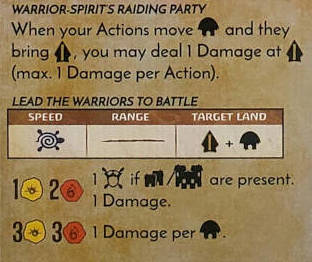 WARRIOR-SPIRIT'S RAIDING PARTY
When your Actions move and they
bring , you may deal 1 Damage at
(max. 1 Damage per Action).
LEAD THE WARRIORS TO BATTLE
SPEED RANGE TARGET LAND
+
1 2 1 if / are present.
1 Damage.
3 3 1 Damage per .